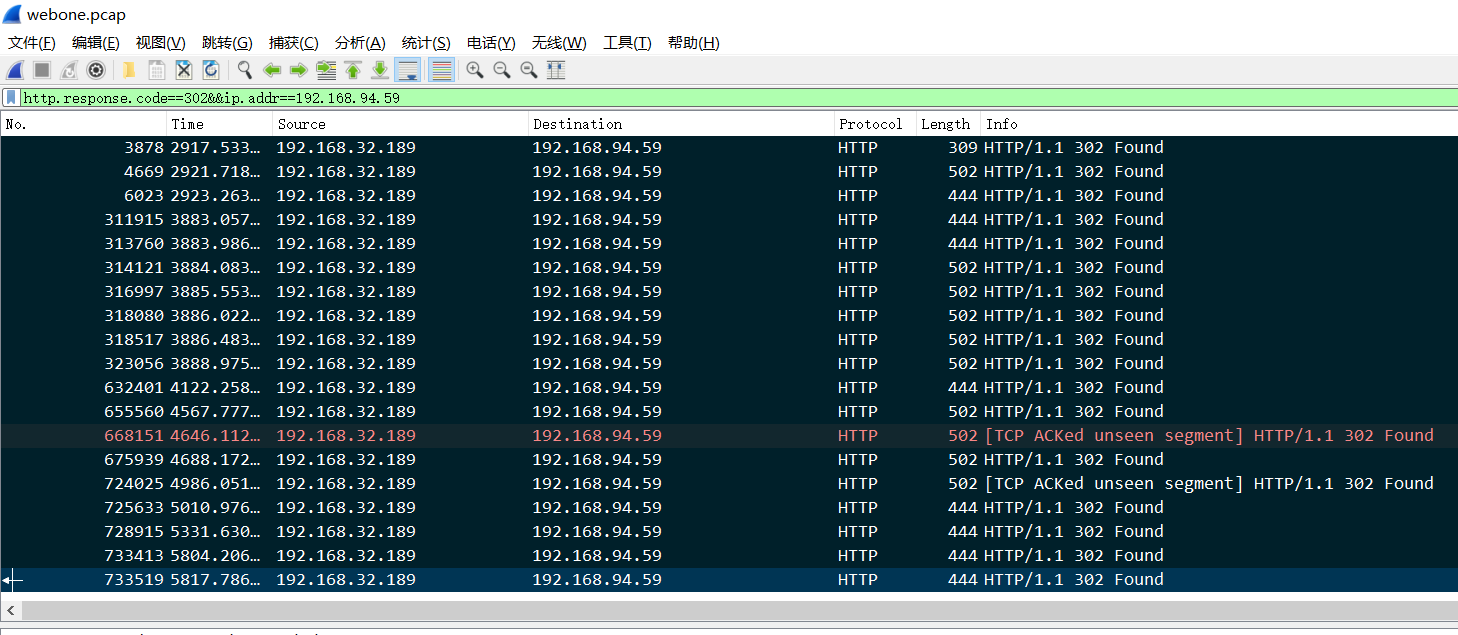 webone.pcap
文件(F) 编辑(E) 视图(V) 跳转(G) 捕获(C) 分析(A) 统计(S) 电话(Y) 无线(W) 工具(T) 帮助(H)
http.response.code==302&&ip.addr==192.168.94.59
No. Time Source Destination Protocol Length Info
3878 2917.533… 192.168.32.189 192.168.94.59 HTTP 309 HTTP/1.1 302 Found
4669 2921.718… 192.168.32.189 192.168.94.59 HTTP 502 HTTP/1.1 302 Found
6023 2923.263… 192.168.32.189 192.168.94.59 HTTP 444 HTTP/1.1 302 Found
311915 3883.057… 192.168.32.189 192.168.94.59 HTTP 444 HTTP/1.1 302 Found
313760 3883.986… 192.168.32.189 192.168.94.59 HTTP 444 HTTP/1.1 302 Found
314121 3884.083… 192.168.32.189 192.168.94.59 HTTP 502 HTTP/1.1 302 Found
316997 3885.553… 192.168.32.189 192.168.94.59 HTTP 502 HTTP/1.1 302 Found
318080 3886.022… 192.168.32.189 192.168.94.59 HTTP 502 HTTP/1.1 302 Found
318517 3886.483… 192.168.32.189 192.168.94.59 HTTP 502 HTTP/1.1 302 Found
323056 3888.975… 192.168.32.189 192.168.94.59 HTTP 502 HTTP/1.1 302 Found
632401 4122.258… 192.168.32.189 192.168.94.59 HTTP 444 HTTP/1.1 302 Found
655560 4567.777… 192.168.32.189 192.168.94.59 HTTP 502 HTTP/1.1 302 Found
668151 4646.112… 192.168.32.189 192.168.94.59 HTTP 502 [TCP ACKed unseen segment] HTTP/1.1 302 Found
675939 4688.172… 192.168.32.189 192.168.94.59 HTTP 502 HTTP/1.1 302 Found
724025 4986.051… 192.168.32.189 192.168.94.59 HTTP 502 [TCP ACKed unseen segment] HTTP/1.1 302 Found
725633 5010.976… 192.168.32.189 192.168.94.59 HTTP 444 HTTP/1.1 302 Found
728915 5331.630… 192.168.32.189 192.168.94.59 HTTP 444 HTTP/1.1 302 Found
733413 5804.206… 192.168.32.189 192.168.94.59 HTTP 444 HTTP/1.1 302 Found
733519 5817.786… 192.168.32.189 192.168.94.59 HTTP 444 HTTP/1.1 302 Found